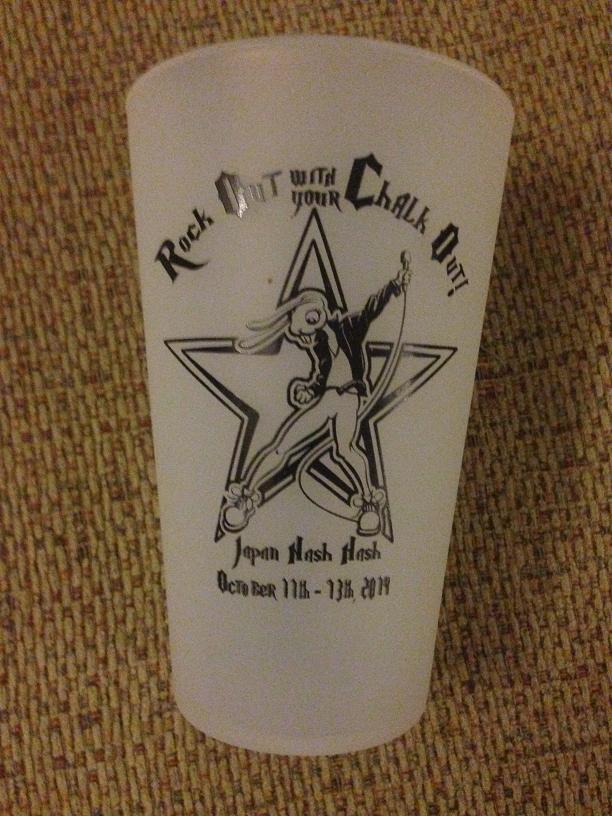 Rock Out with your Chalk Out!
Japan Nash Hash
October 11th - 13th, 2014